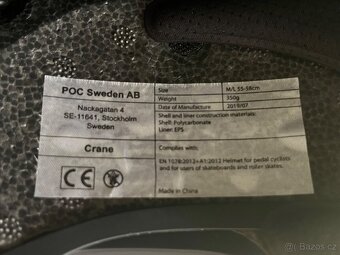 POC Sweden AB
Nackagatan 4
SE-11641, Stockholm
Sweden
Crane
Size M/L 55-58cm
Weight 350g
Date of Manufacture 2019/07
Shell and liner construction materials:
Shell: Polycarbonate
Liner: EPS
Complies with:
EN 1078:2012+A1:2012 Helmet for pedal cyclists
and for users of skateboards and roller skates.
Made in China
CE
Bazos.cz